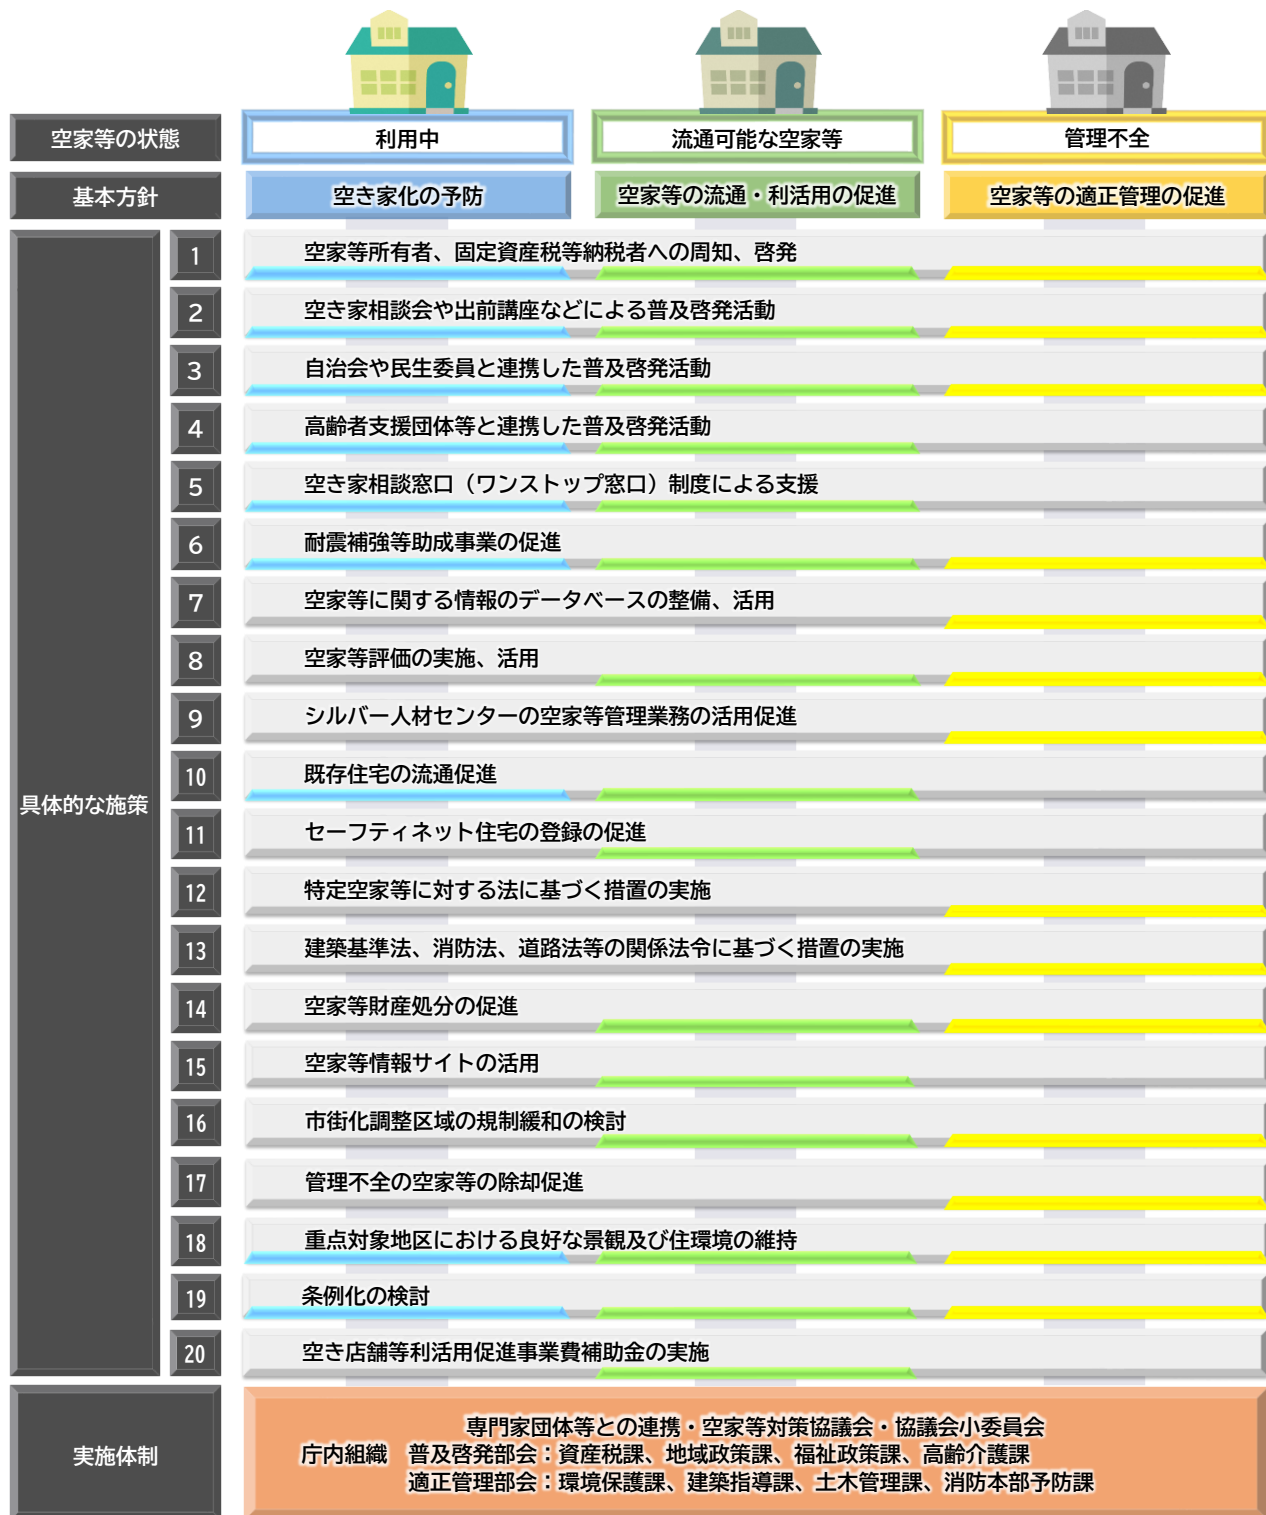 空家等の状態
利用中
流通可能な空家等
管理不全
基本方針
空き家化の予防
空家等の流通・利活用の促進
空家等の適正管理の促進
具体的な施策
1 空家等所有者、固定資産税等納税者への周知、啓発
2 空き家相談会や出前講座などによる普及啓発活動
3 自治会や民生委員と連携した普及啓発活動
4 高齢者支援団体等と連携した普及啓発活動
5 空き家相談窓口（ワンストップ窓口）制度による支援
6 耐震補強等助成事業の促進
7 空家等に関する情報のデータベースの整備、活用
8 空家等評価の実施、活用
9 シルバー人材センターの空家等管理業務の活用促進
10 既存住宅の流通促進
11 セーフティネット住宅の登録の促進
12 特定空家等に対する法に基づく措置の実施
13 建築基準法、消防法、道路法等の関係法令に基づく措置の実施
14 空家等財産処分の促進
15 空家等情報サイトの活用
16 市街化調整区域の規制緩和の検討
17 管理不全の空家等の除却促進
18 重点対象地区における良好な景観及び住環境の維持
19 条例化の検討
20 空き店舗等利活用促進事業費補助金の実施
実施体制
専門家団体等との連携・空家等対策協議会・協議会小委員会
庁内組織　普及啓発部会：資産税課、地域政策課、福祉政策課、高齢介護課
適正管理部会：環境保護課、建築指導課、土木管理課、消防本部予防課